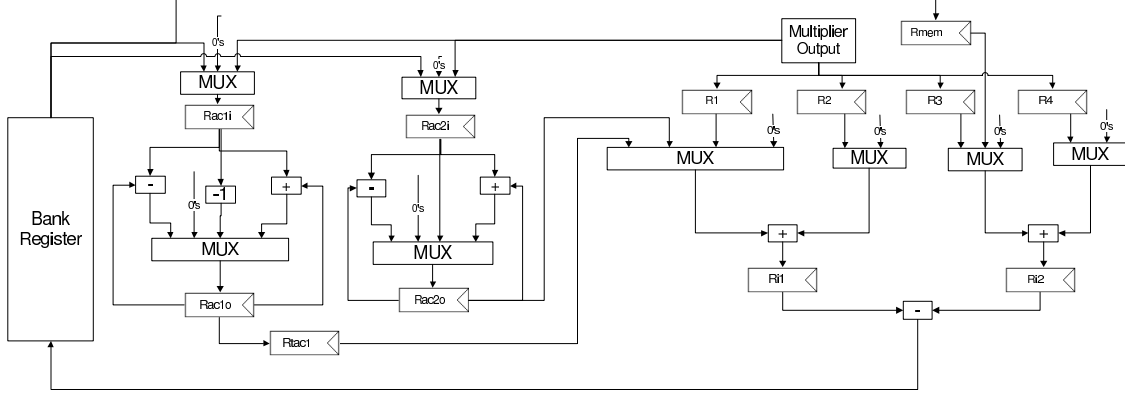 0's
MUX
Rac1i
-
0's
-1
+
MUX
Rac1o
Rtac1
Bank
Register
0's
MUX
Rac2i
-
0's
+
MUX
Rac2o
Multiplier
Output
Rmem
R1
R2
R3
R4
0's
0's
0's
0's
MUX
MUX
MUX
MUX
+
+
Ri1
Ri2
-